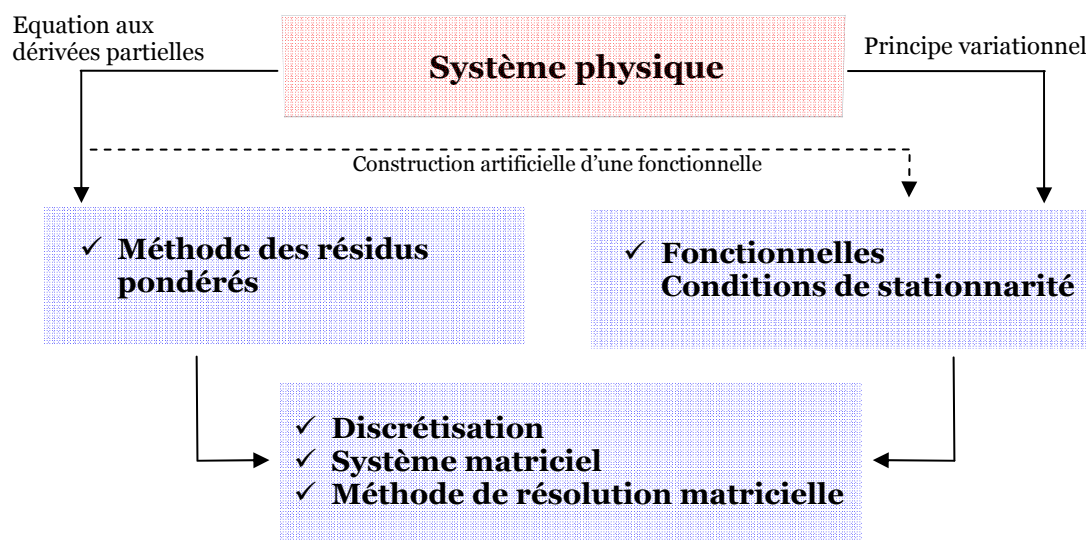 Equation aux
dérivées partielles
Système physique
Principe variationnel
Construction artificielle d’une fonctionnelle
✓ Méthode des résidus
pondérés
✓ Fonctionnelles
Conditions de stationnarité
✓ Discrétisation
✓ Système matriciel
✓ Méthode de résolution matricielle